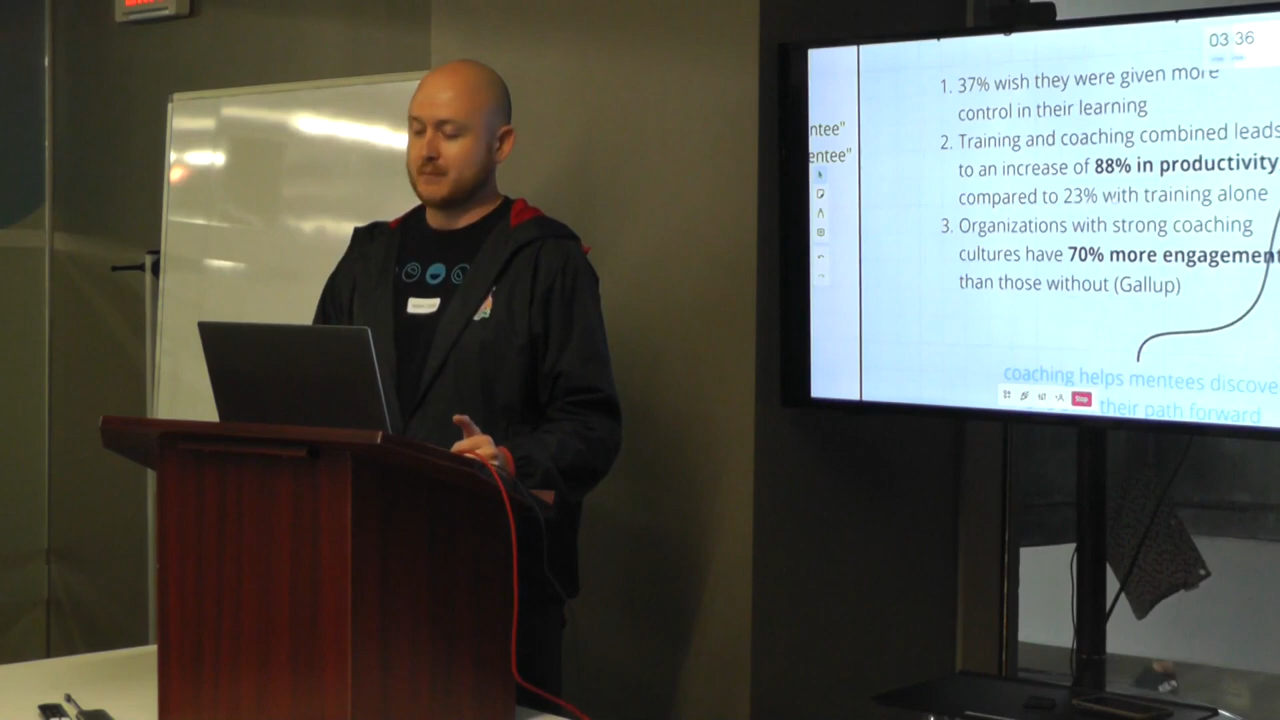 03 36
1. 37% wish they were given more
control in their learning
2. Training and coaching combined leads
to an increase of 88% in productivity
compared to 23% with training alone
3. Organizations with strong coaching
cultures have 70% more engagement
than those without (Gallup)
ntee"
entee"
coaching helps mentees discove
their path forward
Stop